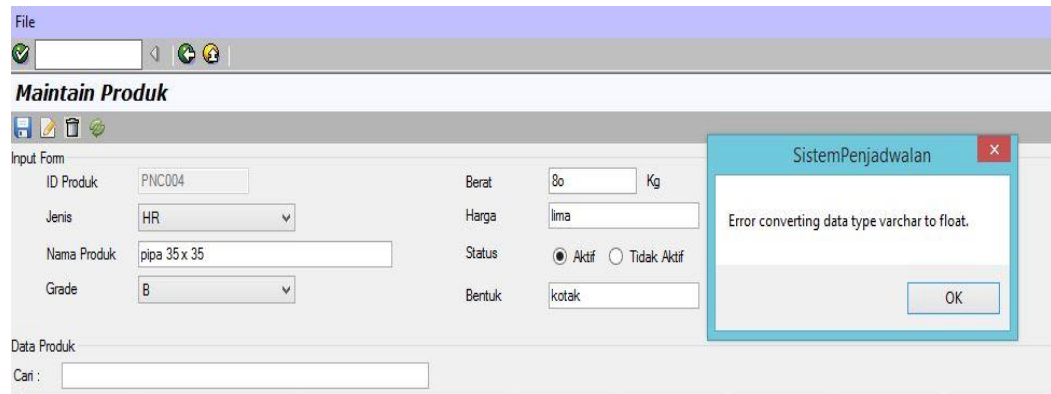 File
Maintain Produk
Input Form
ID Produk PNC004 Berat 8o Kg
Jenis HR Harga lima
Nama Produk pipa 35 x 35 Status Aktif Tidak Aktif
Grade B Bentuk kotak
SistemPenjadwalan
Error converting data type varchar to float.
OK
Data Produk
Cari :